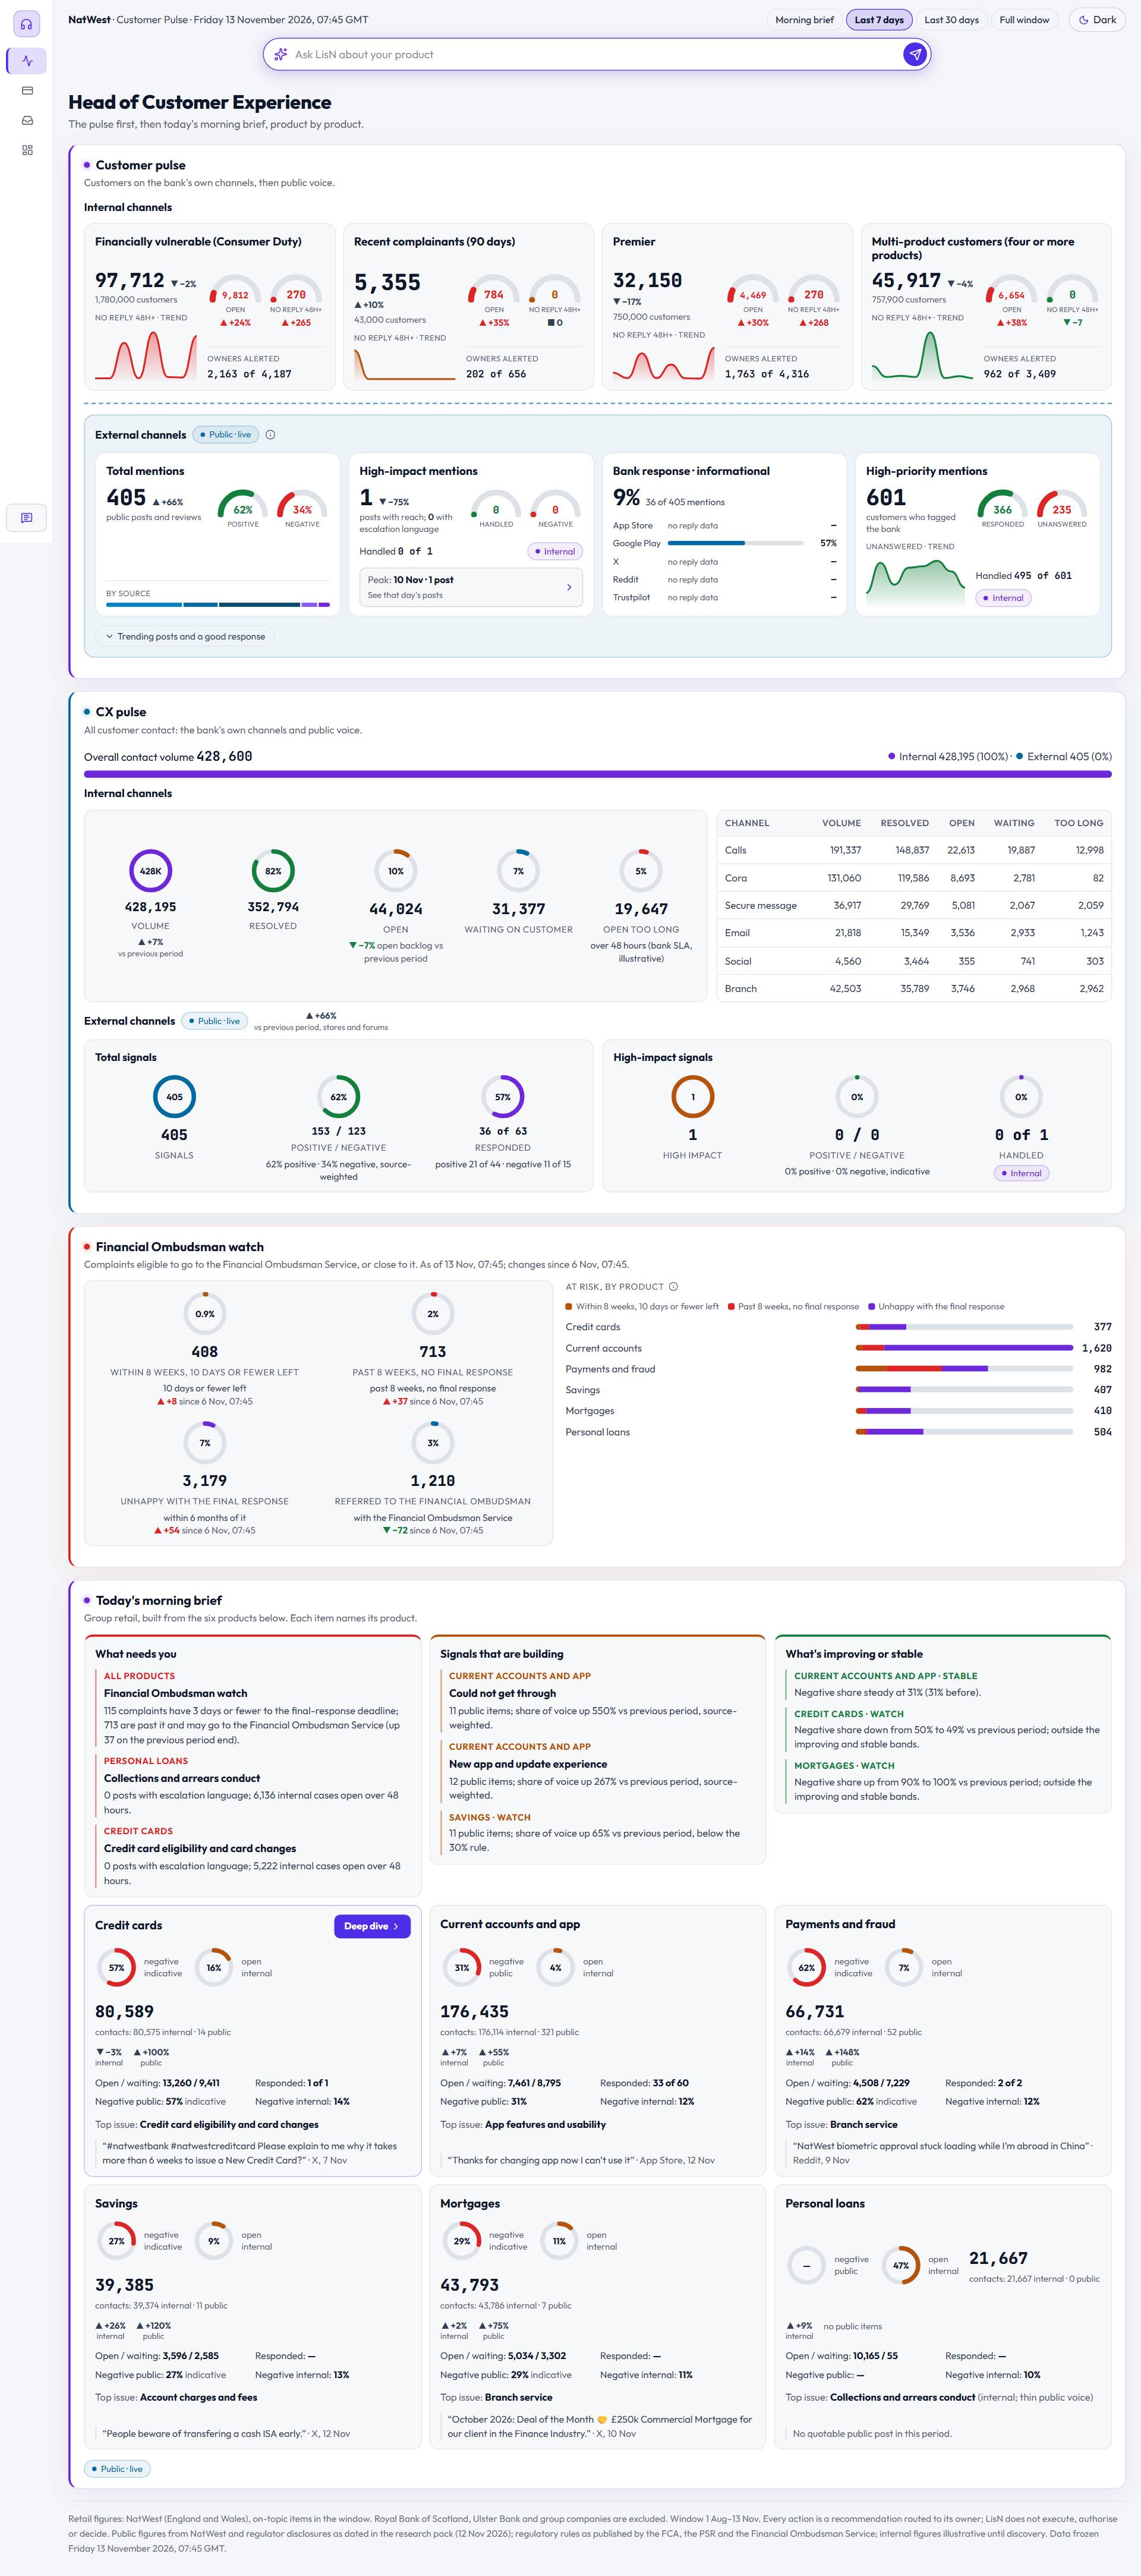 NatWest · Customer Pulse · Friday 13 November 2026, 07:45 GMT
Morning brief
Last 7 days
Last 30 days
Full window
Dark
Ask LisN about your product
Head of Customer Experience
The pulse first, then today's morning brief, product by product.
Customer pulse
Customers on the bank's own channels, then public voice.
Internal channels
Financially vulnerable (Consumer Duty)
97,712 ▼ −2%
1,780,000 customers
NO REPLY 48H+ · TREND
9,812
OPEN
▲ +24%
270
NO REPLY 48H+
▲ +265
OWNERS ALERTED
2,163 of 4,187
Recent complainants (90 days)
5,355
▲ +10%
43,000 customers
NO REPLY 48H+ · TREND
784
OPEN
▲ +35%
0
NO REPLY 48H+
■ 0
OWNERS ALERTED
202 of 656
Premier
32,150
▼ −17%
750,000 customers
NO REPLY 48H+ · TREND
4,469
OPEN
▲ +30%
270
NO REPLY 48H+
▲ +268
OWNERS ALERTED
1,763 of 4,316
Multi-product customers (four or more
products)
45,917 ▼ −4%
757,900 customers
NO REPLY 48H+ · TREND
6,654
OPEN
▲ +38%
0
NO REPLY 48H+
▼ −7
OWNERS ALERTED
962 of 3,409
External channels
Public · live
Total mentions
405 ▲ +66%
public posts and reviews
62%
POSITIVE
34%
NEGATIVE
BY SOURCE
High-impact mentions
1 ▼ −75%
posts with reach; 0 with
escalation language
0
HANDLED
0
NEGATIVE
Handled 0 of 1
Internal
Peak: 10 Nov · 1 post
See that day's posts
Bank response · informational
9% 36 of 405 mentions
App Store no reply data –
Google Play 57%
X no reply data –
Reddit no reply data –
Trustpilot no reply data –
High-priority mentions
601
customers who tagged
the bank
366
RESPONDED
235
UNANSWERED
UNANSWERED · TREND
Handled 495 of 601
Internal
Trending posts and a good response
CX pulse
All customer contact: the bank's own channels and public voice.
Overall contact volume 428,600
Internal 428,195 (100%) · External 405 (0%)
Internal channels
428K
428,195
VOLUME
▲ +7%
vs previous period
82%
352,794
RESOLVED
10%
44,024
OPEN
▼ −7% open backlog vs
previous period
7%
31,377
WAITING ON CUSTOMER
5%
19,647
OPEN TOO LONG
over 48 hours (bank SLA,
illustrative)
CHANNEL VOLUME RESOLVED OPEN WAITING TOO LONG
Calls 191,337 148,837 22,613 19,887 12,998
Cora 131,060 119,586 8,693 2,781 82
Secure message 36,917 29,769 5,081 2,067 2,059
Email 21,818 15,349 3,536 2,933 1,243
Social 4,560 3,464 355 741 303
Branch 42,503 35,789 3,746 2,968 2,962
External channels
Public · live
▲ +66%
vs previous period, stores and forums
Total signals
405
405
SIGNALS
62%
153 / 123
POSITIVE / NEGATIVE
62% positive · 34% negative, source-
weighted
57%
36 of 63
RESPONDED
positive 21 of 44 · negative 11 of 15
High-impact signals
1
1
HIGH IMPACT
0%
0 / 0
POSITIVE / NEGATIVE
0% positive · 0% negative, indicative
0%
0 of 1
HANDLED
Internal
Financial Ombudsman watch
Complaints eligible to go to the Financial Ombudsman Service, or close to it. As of 13 Nov, 07:45; changes since 6 Nov, 07:45.
0.9%
408
WITHIN 8 WEEKS, 10 DAYS OR FEWER LEFT
10 days or fewer left
▲ +8 since 6 Nov, 07:45
2%
713
PAST 8 WEEKS, NO FINAL RESPONSE
past 8 weeks, no final response
▲ +37 since 6 Nov, 07:45
7%
3,179
UNHAPPY WITH THE FINAL RESPONSE
within 6 months of it
▲ +54 since 6 Nov, 07:45
3%
1,210
REFERRED TO THE FINANCIAL OMBUDSMAN
with the Financial Ombudsman Service
▼ −72 since 6 Nov, 07:45
AT RISK, BY PRODUCT
Within 8 weeks, 10 days or fewer left Past 8 weeks, no final response Unhappy with the final response
Credit cards 377
Current accounts 1,620
Payments and fraud 982
Savings 407
Mortgages 410
Personal loans 504
Today's morning brief
Group retail, built from the six products below. Each item names its product.
What needs you
ALL PRODUCTS
Financial Ombudsman watch
115 complaints have 3 days or fewer to the final-response deadline;
713 are past it and may go to the Financial Ombudsman Service (up
37 on the previous period end).
PERSONAL LOANS
Collections and arrears conduct
0 posts with escalation language; 6,136 internal cases open over 48
hours.
CREDIT CARDS
Credit card eligibility and card changes
0 posts with escalation language; 5,222 internal cases open over 48
hours.
Signals that are building
CURRENT ACCOUNTS AND APP
Could not get through
11 public items; share of voice up 550% vs previous period, source-
weighted.
CURRENT ACCOUNTS AND APP
New app and update experience
12 public items; share of voice up 267% vs previous period, source-
weighted.
SAVINGS · WATCH
11 public items; share of voice up 65% vs previous period, below the
30% rule.
What's improving or stable
CURRENT ACCOUNTS AND APP · STABLE
Negative share steady at 31% (31% before).
CREDIT CARDS · WATCH
Negative share down from 50% to 49% vs previous period; outside the
improving and stable bands.
MORTGAGES · WATCH
Negative share up from 90% to 100% vs previous period; outside the
improving and stable bands.
Credit cards
Deep dive
57% negative indicative
16% open internal
80,589
contacts: 80,575 internal · 14 public
▼ −3% internal ▲ +100% public
Open / waiting: 13,260 / 9,411 Responded: 1 of 1
Negative public: 57% indicative Negative internal: 14%
Top issue: Credit card eligibility and card changes
“#natwestbank #natwestcreditcard Please explain to me why it takes
more than 6 weeks to issue a New Credit Card?” · X, 7 Nov
Current accounts and app
31% negative public
4% open internal
176,435
contacts: 176,114 internal · 321 public
▲ +7% internal ▲ +55% public
Open / waiting: 7,461 / 8,795 Responded: 33 of 60
Negative public: 31% Negative internal: 12%
Top issue: App features and usability
“Thanks for changing app now I can't use it” · App Store, 12 Nov
Payments and fraud
62% negative indicative
7% open internal
66,731
contacts: 66,679 internal · 52 public
▲ +14% internal ▲ +148% public
Open / waiting: 4,508 / 7,229 Responded: 2 of 2
Negative public: 62% indicative Negative internal: 12%
Top issue: Branch service
“NatWest biometric approval stuck loading while I'm abroad in China” ·
Reddit, 9 Nov
Savings
27% negative indicative
9% open internal
39,385
contacts: 39,374 internal · 11 public
▲ +26% internal ▲ +120% public
Open / waiting: 3,596 / 2,585 Responded: —
Negative public: 27% indicative Negative internal: 13%
Top issue: Account charges and fees
“People beware of transfering a cash ISA early.” · X, 12 Nov
Mortgages
29% negative indicative
11% open internal
43,793
contacts: 43,786 internal · 7 public
▲ +2% internal ▲ +75% public
Open / waiting: 5,034 / 3,302 Responded: —
Negative public: 29% indicative Negative internal: 11%
Top issue: Branch service
“October 2026: Deal of the Month 🤝 £250k Commercial Mortgage for
our client in the Finance Industry.” · X, 10 Nov
Personal loans
– negative public
47% open internal
21,667
contacts: 21,667 internal · 0 public
▲ +9% internal no public items
Open / waiting: 10,165 / 55 Responded: —
Negative public: — Negative internal: 10%
Top issue: Collections and arrears conduct (internal; thin public voice)
No quotable public post in this period.
Public · live
Retail figures: NatWest (England and Wales), on-topic items in the window. Royal Bank of Scotland, Ulster Bank and group companies are excluded. Window 1 Aug–13 Nov. Every action is a recommendation routed to its owner; LisN does not execute, authorise
or decide. Public figures from NatWest and regulator disclosures as dated in the research pack (12 Nov 2026); regulatory rules as published by the FCA, the PSR and the Financial Ombudsman Service; internal figures illustrative until discovery. Data frozen
Friday 13 November 2026, 07:45 GMT.